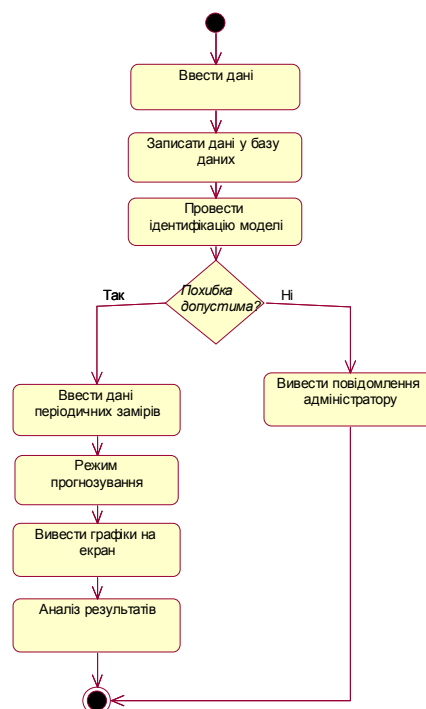 Ввести дані
Записати дані у базу
даних
Провести
ідентифікацію моделі
Похибка
допустима?
Так
Ні
Ввести дані
періодичних замірів
Вивести повідомлення
адміністратору
Режим
прогнозування
Вивести графіки на
екран
Аналіз результатів